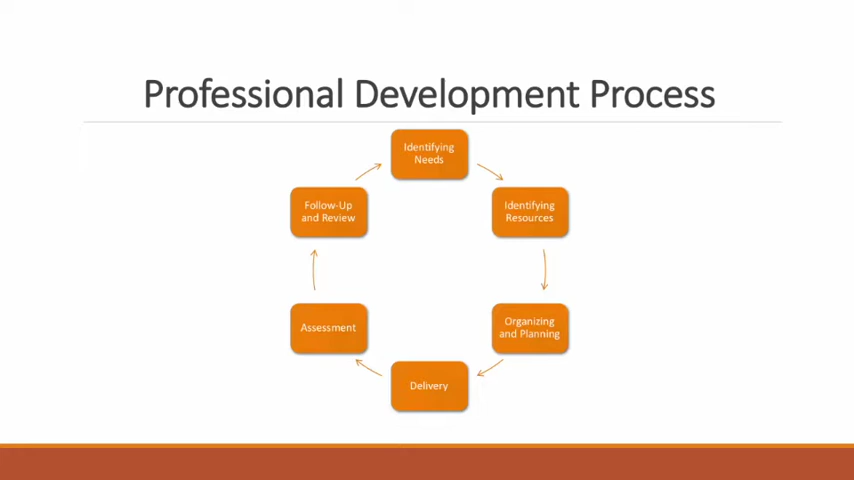 Professional Development Process
Identifying
Needs
Identifying
Resources
Organizing
and Planning
Delivery
Assessment
Follow-Up
and Review